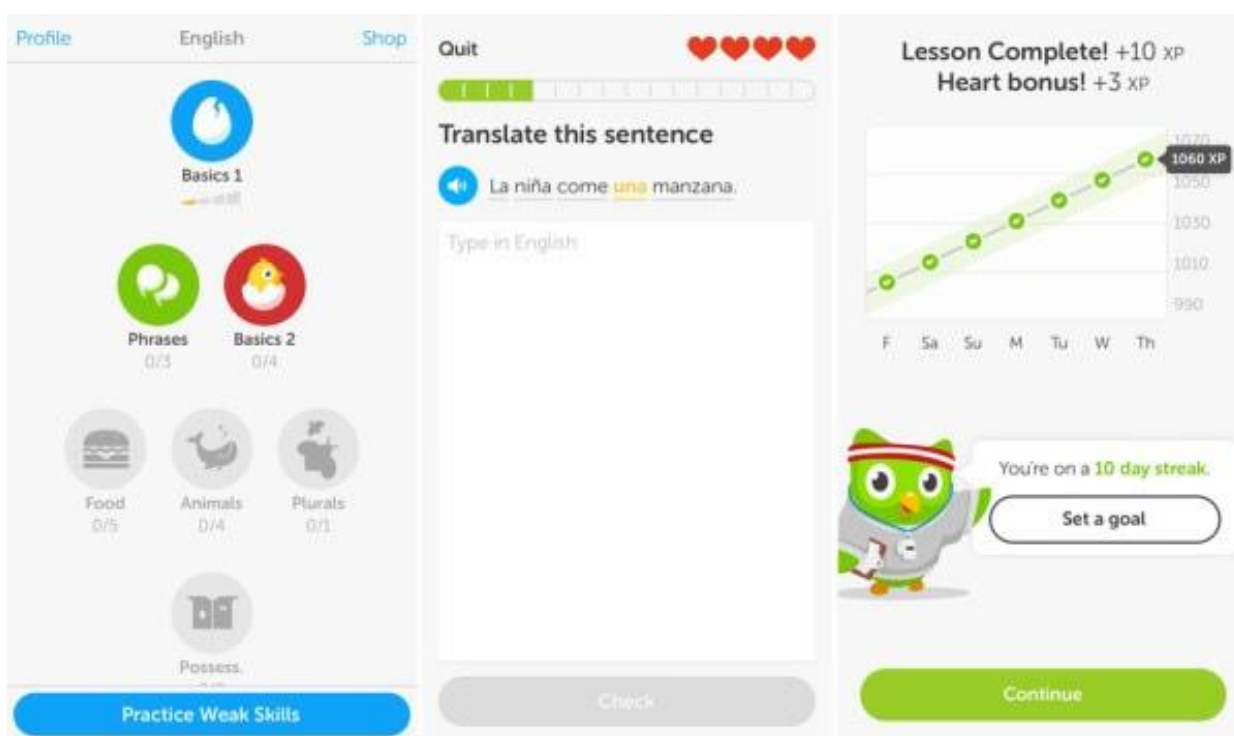 Profile English Shop
Basics 1
Phrases Basics 2
0/3 0/4
Food Animals Plurals
0/5 0/4 0/1
Possess.
Practice Weak Skills
Quit
Translate this sentence
La niña come una manzana.
Type in English
Check
Lesson Complete! +10 XP
Heart bonus! +3 XP
1070
1060 XP
1050
1030
1010
990
F Sa Su M Tu W Th
You're on a 10 day streak.
Set a goal
Continue